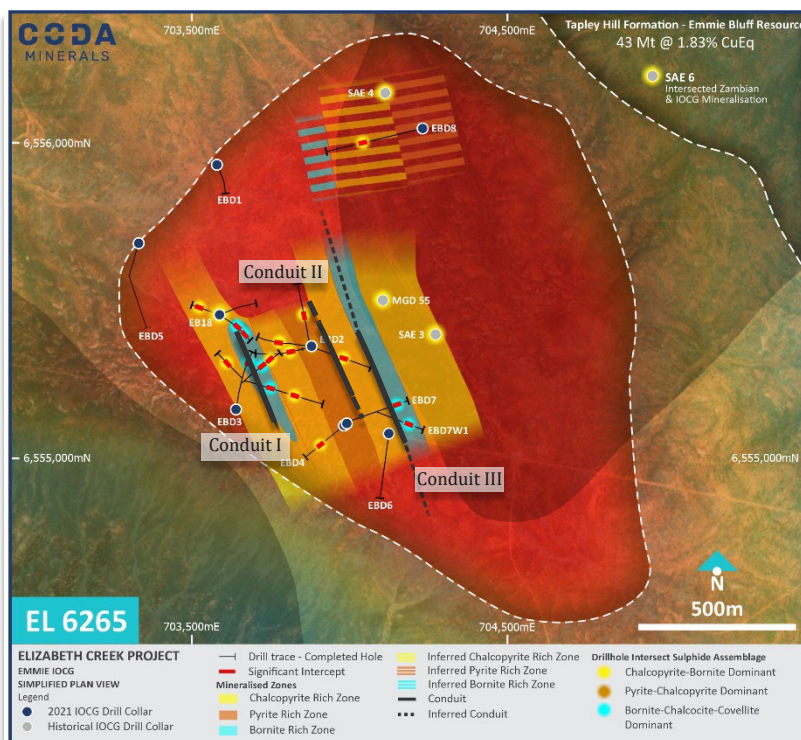 CODA
MINERALS
703,500mE
704,500mE
Tapley Hill Formation - Emmie Bluff Resource
43 Mt @ 1.83% CuEq
SAE 6
Intersected Zambian
& IOCG Mineralisation
SAE 4
EBD8
6,556,000mN
EBD1
Conduit II
MGD 55
EB18
EBD5
SAE 3
EBD2
EBD7
EBD3
EBD7W1
Conduit I
EBD4
6,555,000mN
6,555,000mN
Conduit III
EBD6
N
500m
EL 6265
703,500mE
704,500mE
ELIZABETH CREEK PROJECT
EMMIE IOCG
SIMPLIFIED PLAN VIEW
Legend
2021 IOCG Drill Collar
Historical IOCG Drill Collar
Drill trace - Completed Hole
Significant Intercept
Mineralised Zones
Chalcopyrite Rich Zone
Pyrite Rich Zone
Bornite Rich Zone
Inferred Chalcopyrite Rich Zone
Inferred Pyrite Rich Zone
Inferred Bornite Rich Zone
Conduit
Inferred Conduit
Drillhole Intersect Sulphide Assemblage
Chalcopyrite-Bornite Dominant
Pyrite-Chalcopyrite Dominant
Bornite-Chalcocite-Covellite
Dominant